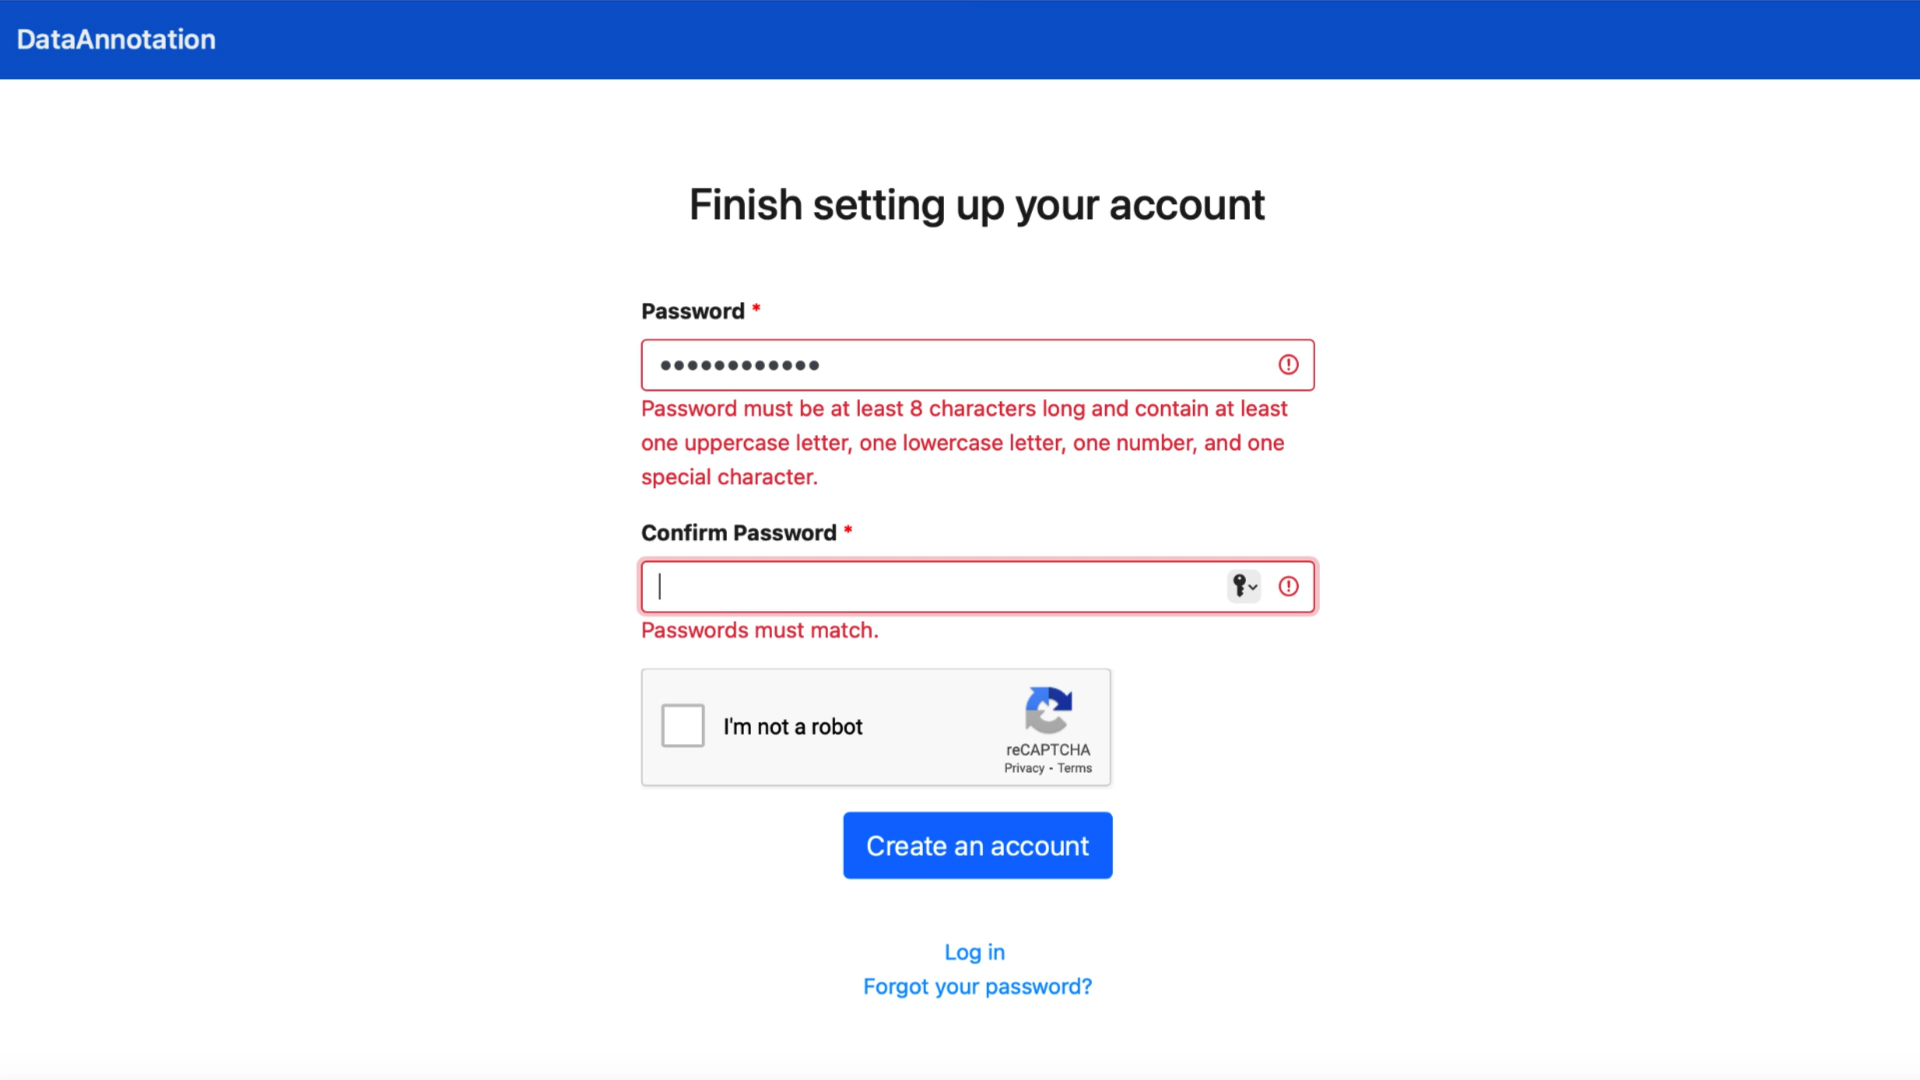 DataAnnotation
Finish setting up your account
Password *
••••••••••••
Password must be at least 8 characters long and contain at least
one uppercase letter, one lowercase letter, one number, and one
special character.
Confirm Password *
Passwords must match.
I'm not a robot
reCAPTCHA
Privacy - Terms
Create an account
Log in
Forgot your password?